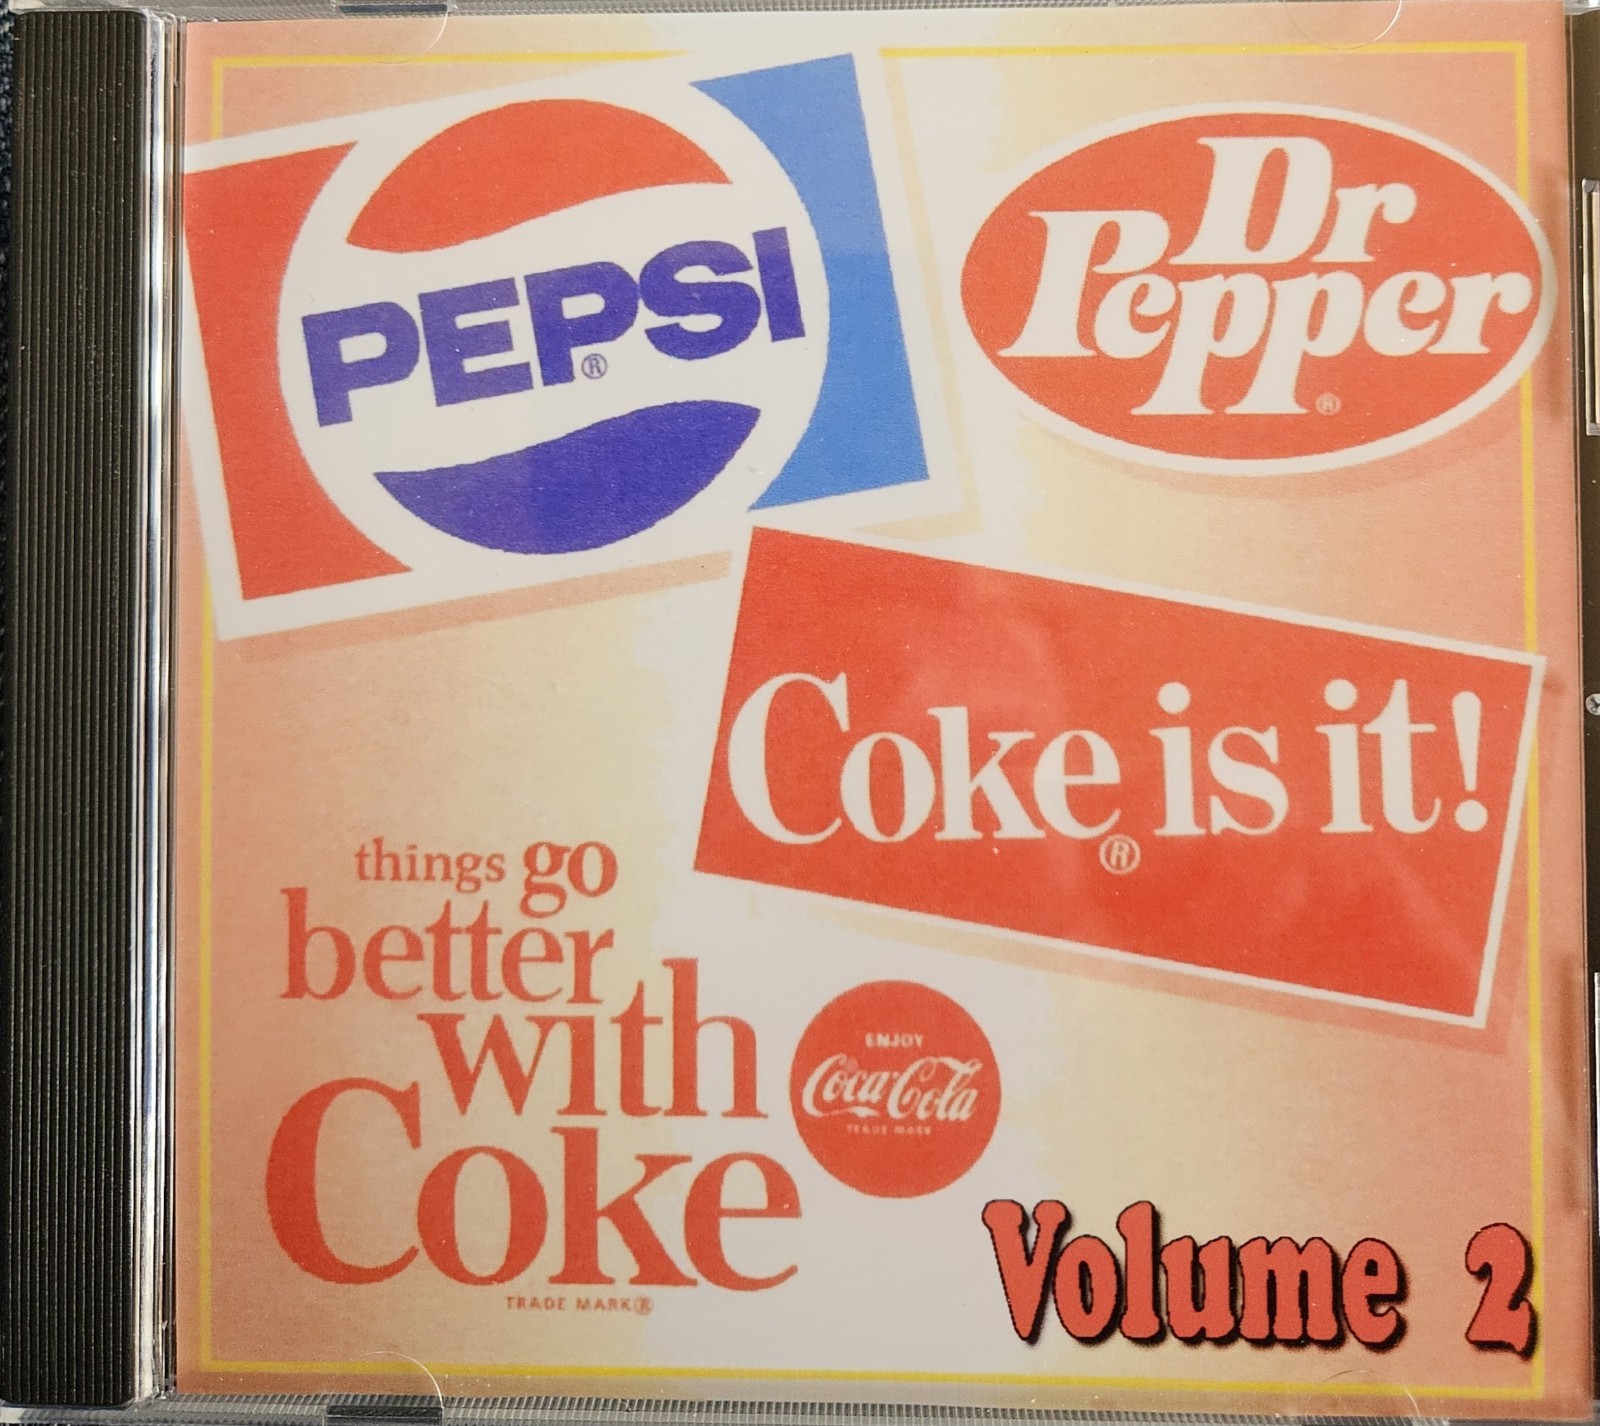 PEPSI
®
Dr
Pepper
®
Coke is it!
®
things go
better
with
Coke
TRADE MARK®
ENJOY
Coca-Cola
TRADE MARK
Volume 2